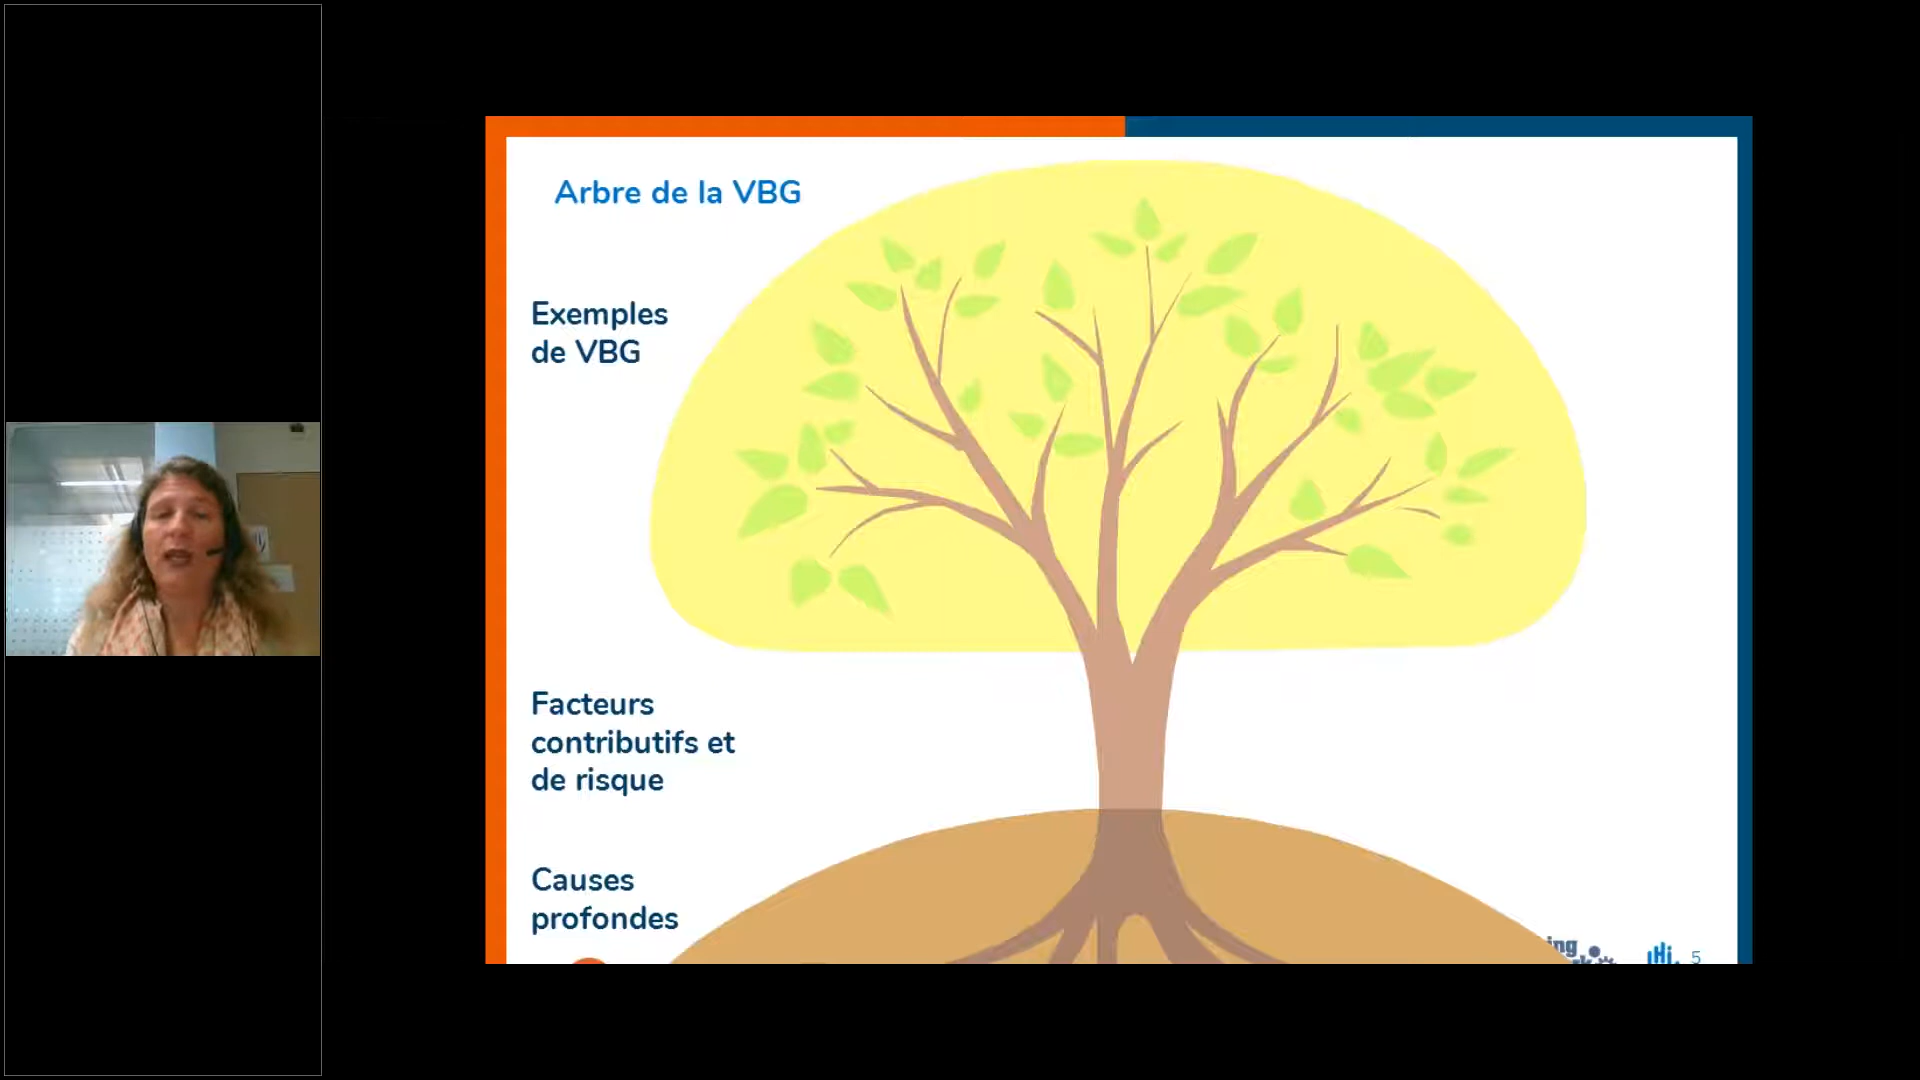 Arbre de la VBG
Exemples
de VBG
Facteurs
contributifs et
de risque
Causes
profondes
5